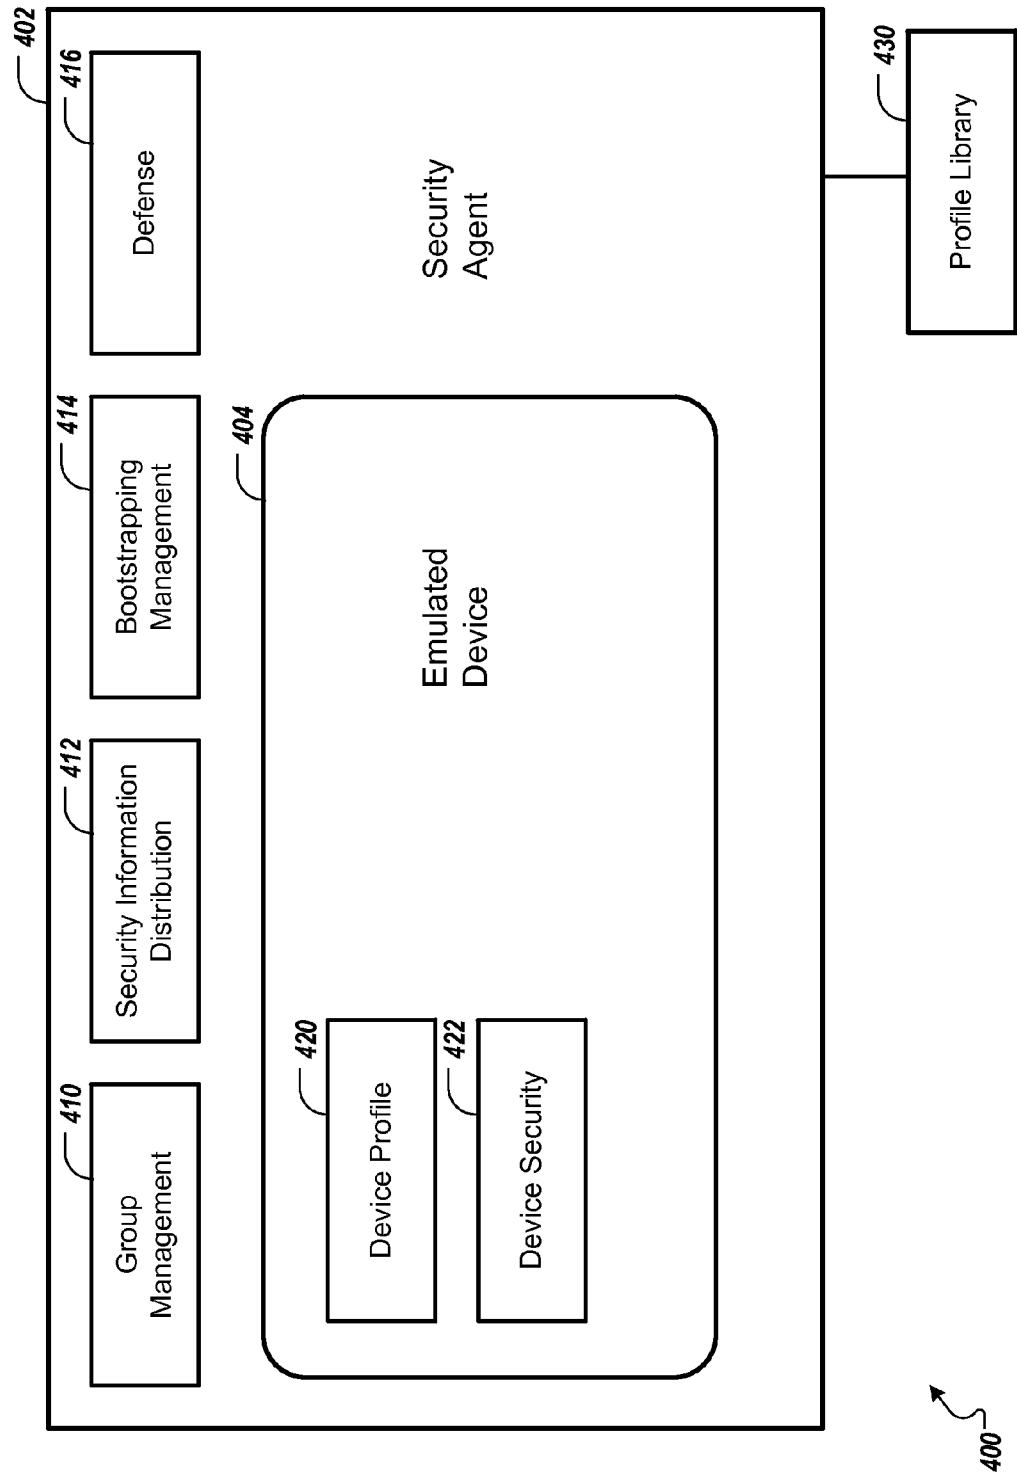 402
410
Group
Management
412
Security Information
Distribution
414
Bootstrapping
Management
416
Defense
404
420
Device Profile
422
Device Security
Emulated
Device
Security
Agent
430
Profile Library
400